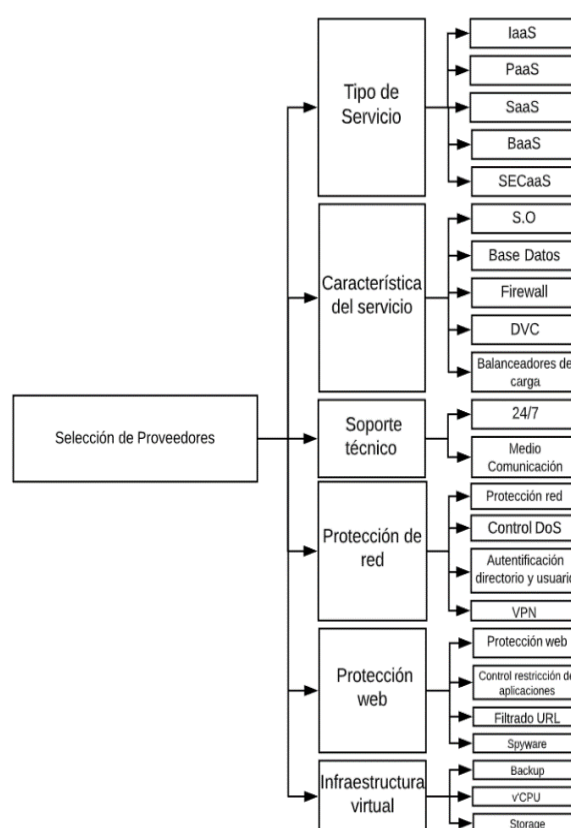 Selección de Proveedores
Tipo de
Servicio
IaaS
PaaS
SaaS
BaaS
SECaaS
Característica
del servicio
S.O
Base Datos
Firewall
DVC
Balanceadores de
carga
Soporte
técnico
24/7
Medio
Comunicación
Protección de
red
Protección red
Control DoS
Autentificación
directorio y usuario
VPN
Protección
web
Protección web
Control restricción de
aplicaciones
Filtrado URL
Spyware
Infraestructura
virtual
Backup
v'CPU
Storage